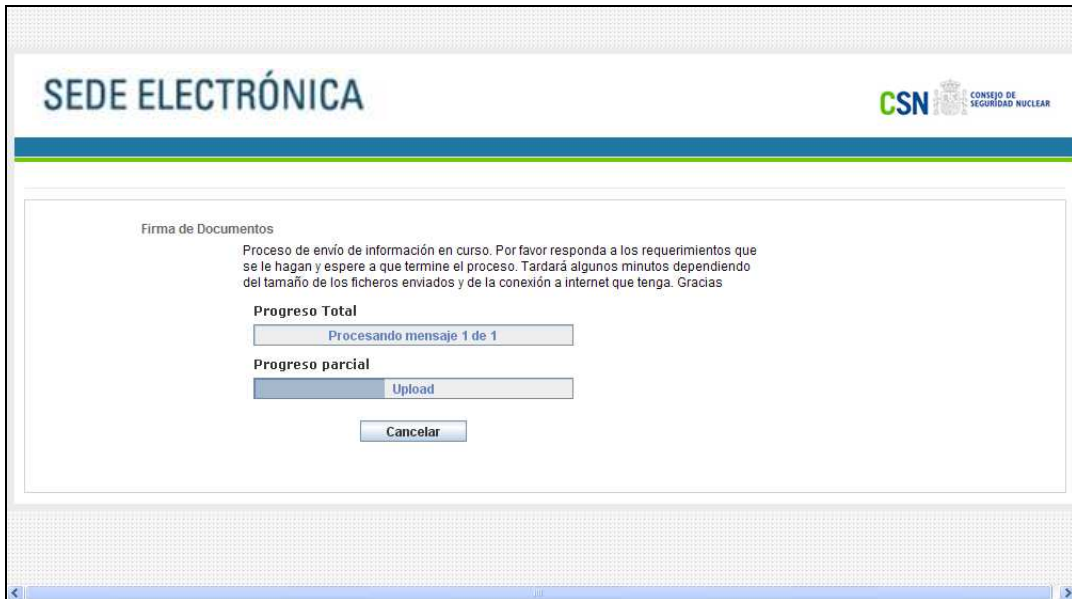 SEDE ELECTRÓNICA
CSN
CONSEJO DE
SEGURIDAD NUCLEAR
Firma de Documentos
Proceso de envío de información en curso. Por favor responda a los requerimientos que
se le hagan y espere a que termine el proceso. Tardará algunos minutos dependiendo
del tamaño de los ficheros enviados y de la conexión a internet que tenga. Gracias
Progreso Total
Procesando mensaje 1 de 1
Progreso parcial
Upload
Cancelar